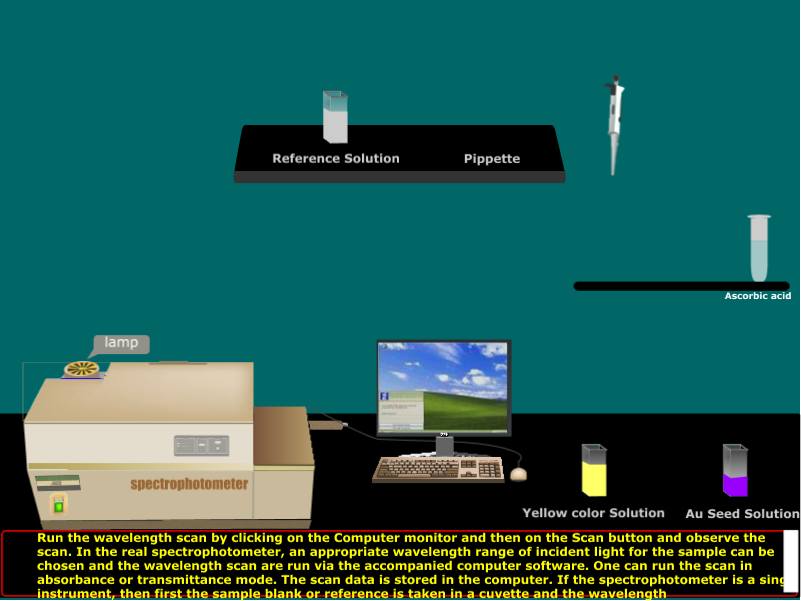 Reference Solution
Pippette
Ascorbic acid
lamp
spectrophotometer
Yellow color Solution
Au Seed Solution
Run the wavelength scan by clicking on the Computer monitor and then on the Scan button and observe the
scan. In the real spectrophotometer, an appropriate wavelength range of incident light for the sample can be
chosen and the wavelength scan are run via the accompanied computer software. One can run the scan in
absorbance or transmittance mode. The scan data is stored in the computer. If the spectrophotometer is a sing
instrument, then first the sample blank or reference is taken in a cuvette and the wavelength